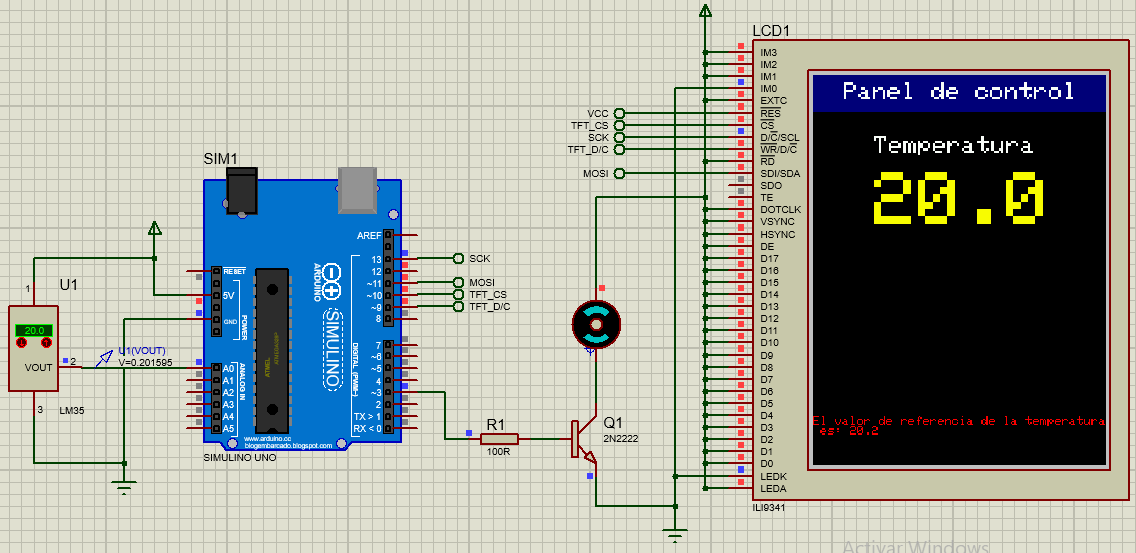 SIM1
AREF
RESET
5V
GND
POWER
A0
A1
A2
A3
A4
A5
ANALOG IN
ARDUINO
SIMULINO
ATMEL
13
12
~11
~10
~9
8
7
~6
~5
4
~3
2
TX > 1
RX < 0
DIGITAL (PWM~)
www.arduino.cc
blogembarcado.blogspot.com
SIMULINO UNO
U1
20.0
1
2
3
VOUT
LM35
U1(VOUT)
V=0.201595
SCK
MOSI
TFT_CS
TFT_D/C
R1
100R
Q1
2N2222
VCC
TFT_CS
SCK
TFT_D/C
MOSI
LCD1
IM3
IM2
IM1
IM0
EXTC
RES
CS
D/C/SCL
WR/D/C
RD
SDI/SDA
SDO
TE
DOTCLK
VSYNC
HSYNC
DE
D17
D16
D15
D14
D13
D12
D11
D10
D9
D8
D7
D6
D5
D4
D3
D2
D1
D0
LEDK
LEDA
ILI9341
Panel de control
Temperatura
20.0
El valor de referencia de la temperatura
es: 20.2
Activar Windows